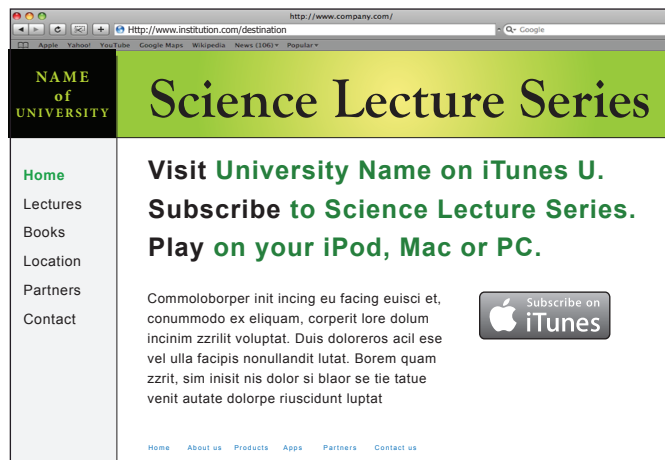 http://www.company.com/
Http://www.institution.com/destination
Google
Apple Yahoo! YouTube Google Maps Wikipedia News (106) Popular
NAME
of
UNIVERSITY
Science Lecture Series
Home
Lectures
Books
Location
Partners
Contact
Visit University Name on iTunes U.
Subscribe to Science Lecture Series.
Play on your iPod, Mac or PC.
Commoloborper init incing eu facing euisci et,
conummodo ex eliquam, corperit lore dolum
incinim zzrilit voluptat. Duis doloreros acil ese
vel ulla facipis nonullandit lutat. Borem quam
zzrit, sim inisit nis dolor si blaor se tie tatue
venit autate dolorpe riuscidunt luptat
Subscribe on
iTunes
Home About us Products Apps Partners Contact us